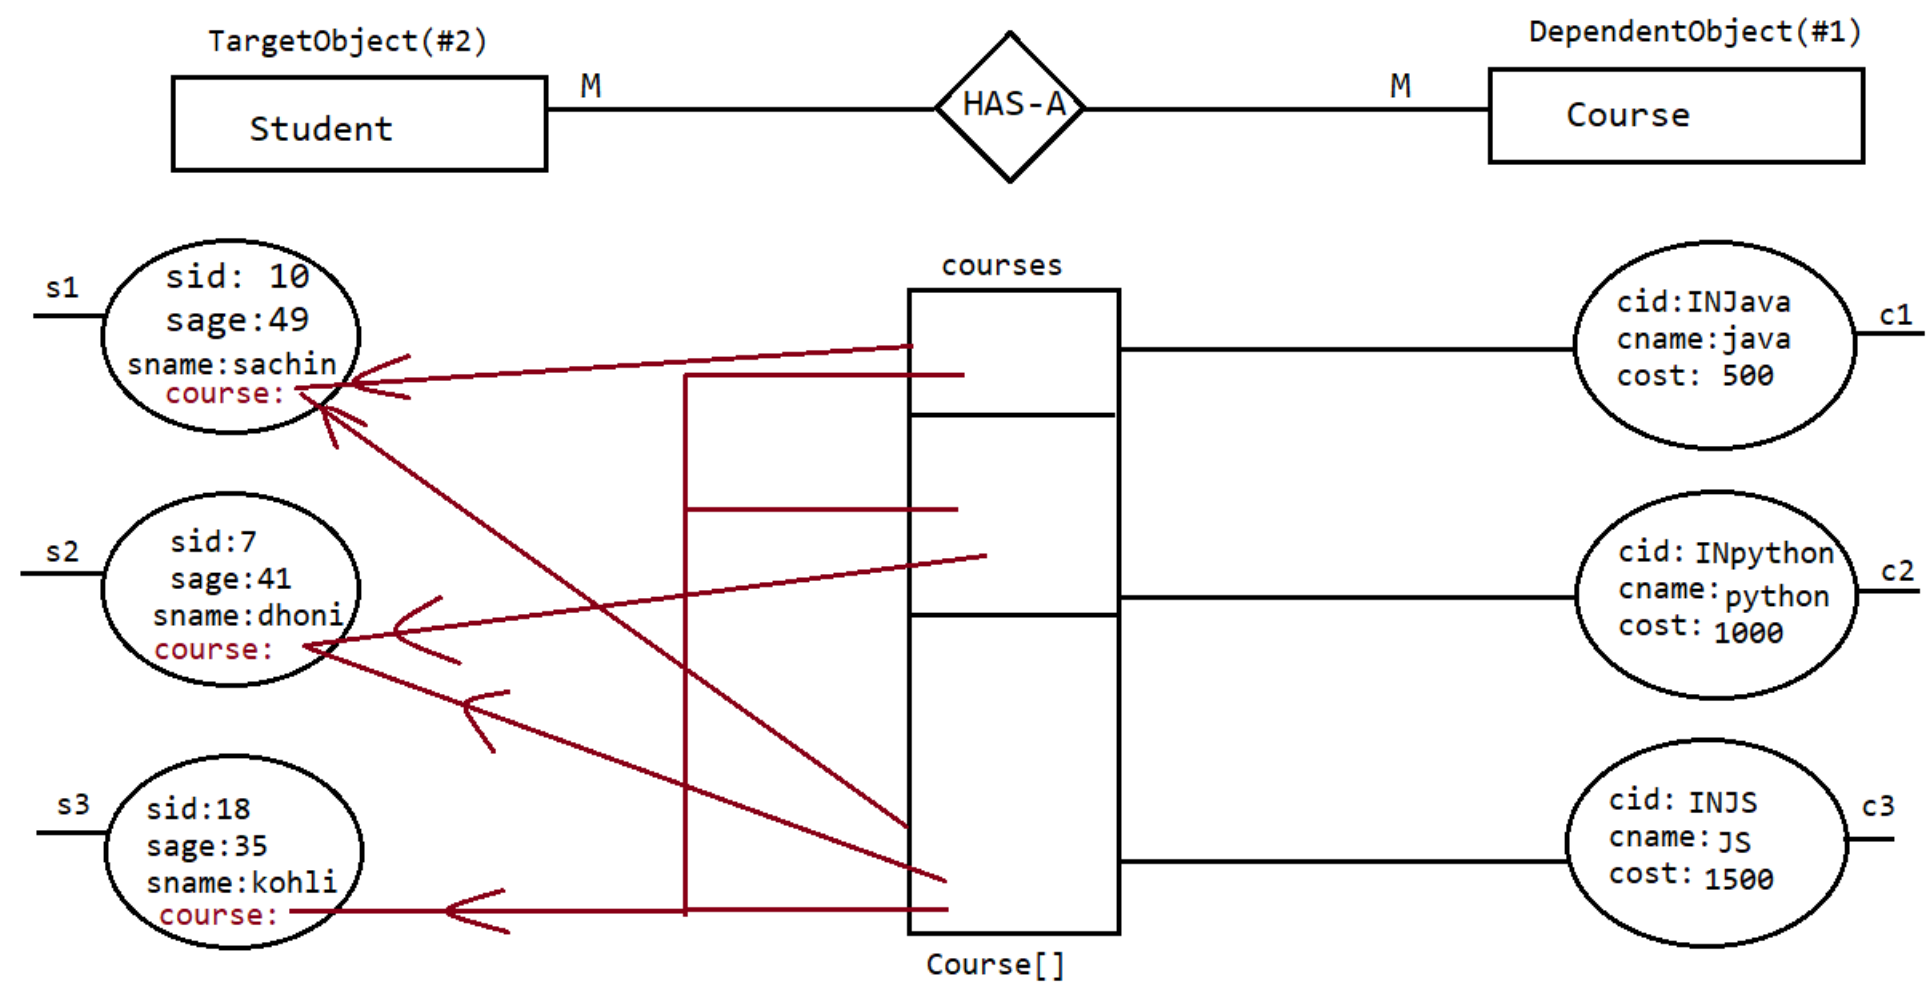 TargetObject(#2)
DependentObject(#1)
M
HAS-A
M
Student
Course
courses
s1
sid: 10
sage:49
sname:sachin
course:
cid:INJava
cname:java
cost: 500
c1
s2
sid:7
sage:41
sname:dhoni
course:
cid: INpython
cname: python
cost: 1000
c2
s3
sid:18
sage:35
sname:kohli
course:
cid: INJS
cname: JS
cost: 1500
c3
Course[]